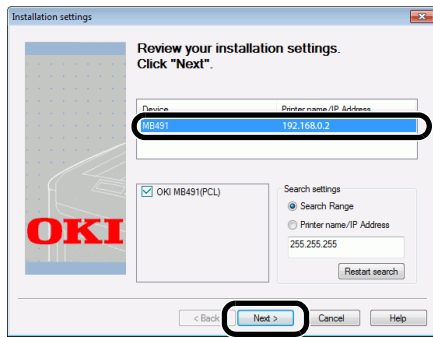 Installation settings
Review your installation settings.
Click "Next".
Device Printer name/IP Address
MB491 192.168.0.2
OKI MB491(PCL)
Search settings
Search Range
Printer name/IP Address
255.255.255
Restart search
OKI
< Back Next > Cancel Help